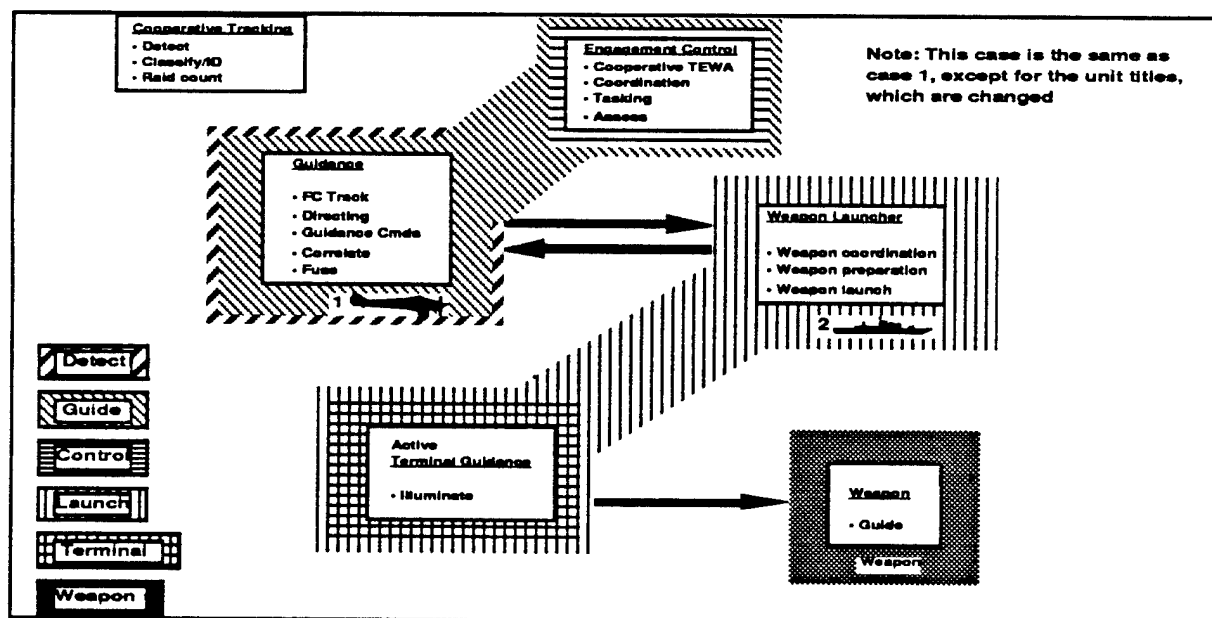 Cooperative Tracking
• Detect
• Classify/ID
• Raid count
Engagement Control
• Cooperative TEWA
• Coordination
• Tasking
• Assess
Note: This case is the same as
case 1, except for the unit titles,
which are changed
Guidance
• FC Track
• Directing
• Guidance Cmds
• Correlate
• Fuse
1
Weapon Launcher
• Weapon coordination
• Weapon preparation
• Weapon launch
2
Detect
Guide
Control
Launch
Terminal
Weapon
Active
Terminal Guidance
• Illuminate
Weapon
• Guide
Weapon